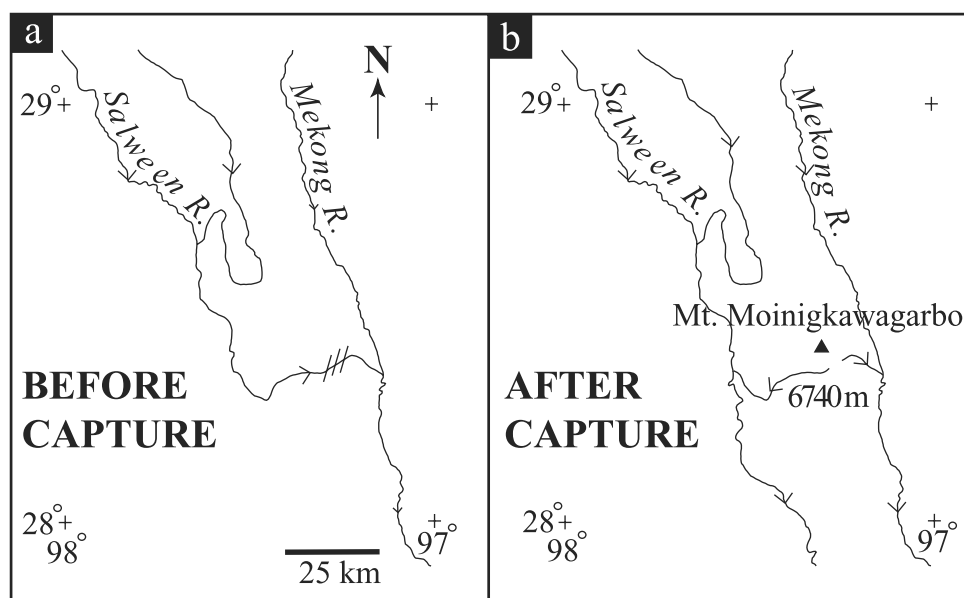 a
N
29°+
+
Salween R.
Mekong R.
BEFORE
CAPTURE
28°+
98°
25 km
+
97°
b
29°+
+
Salween R.
Mekong R.
Mt. Moinigkawagarbo
6740 m
AFTER
CAPTURE
28°+
98°
+
97°